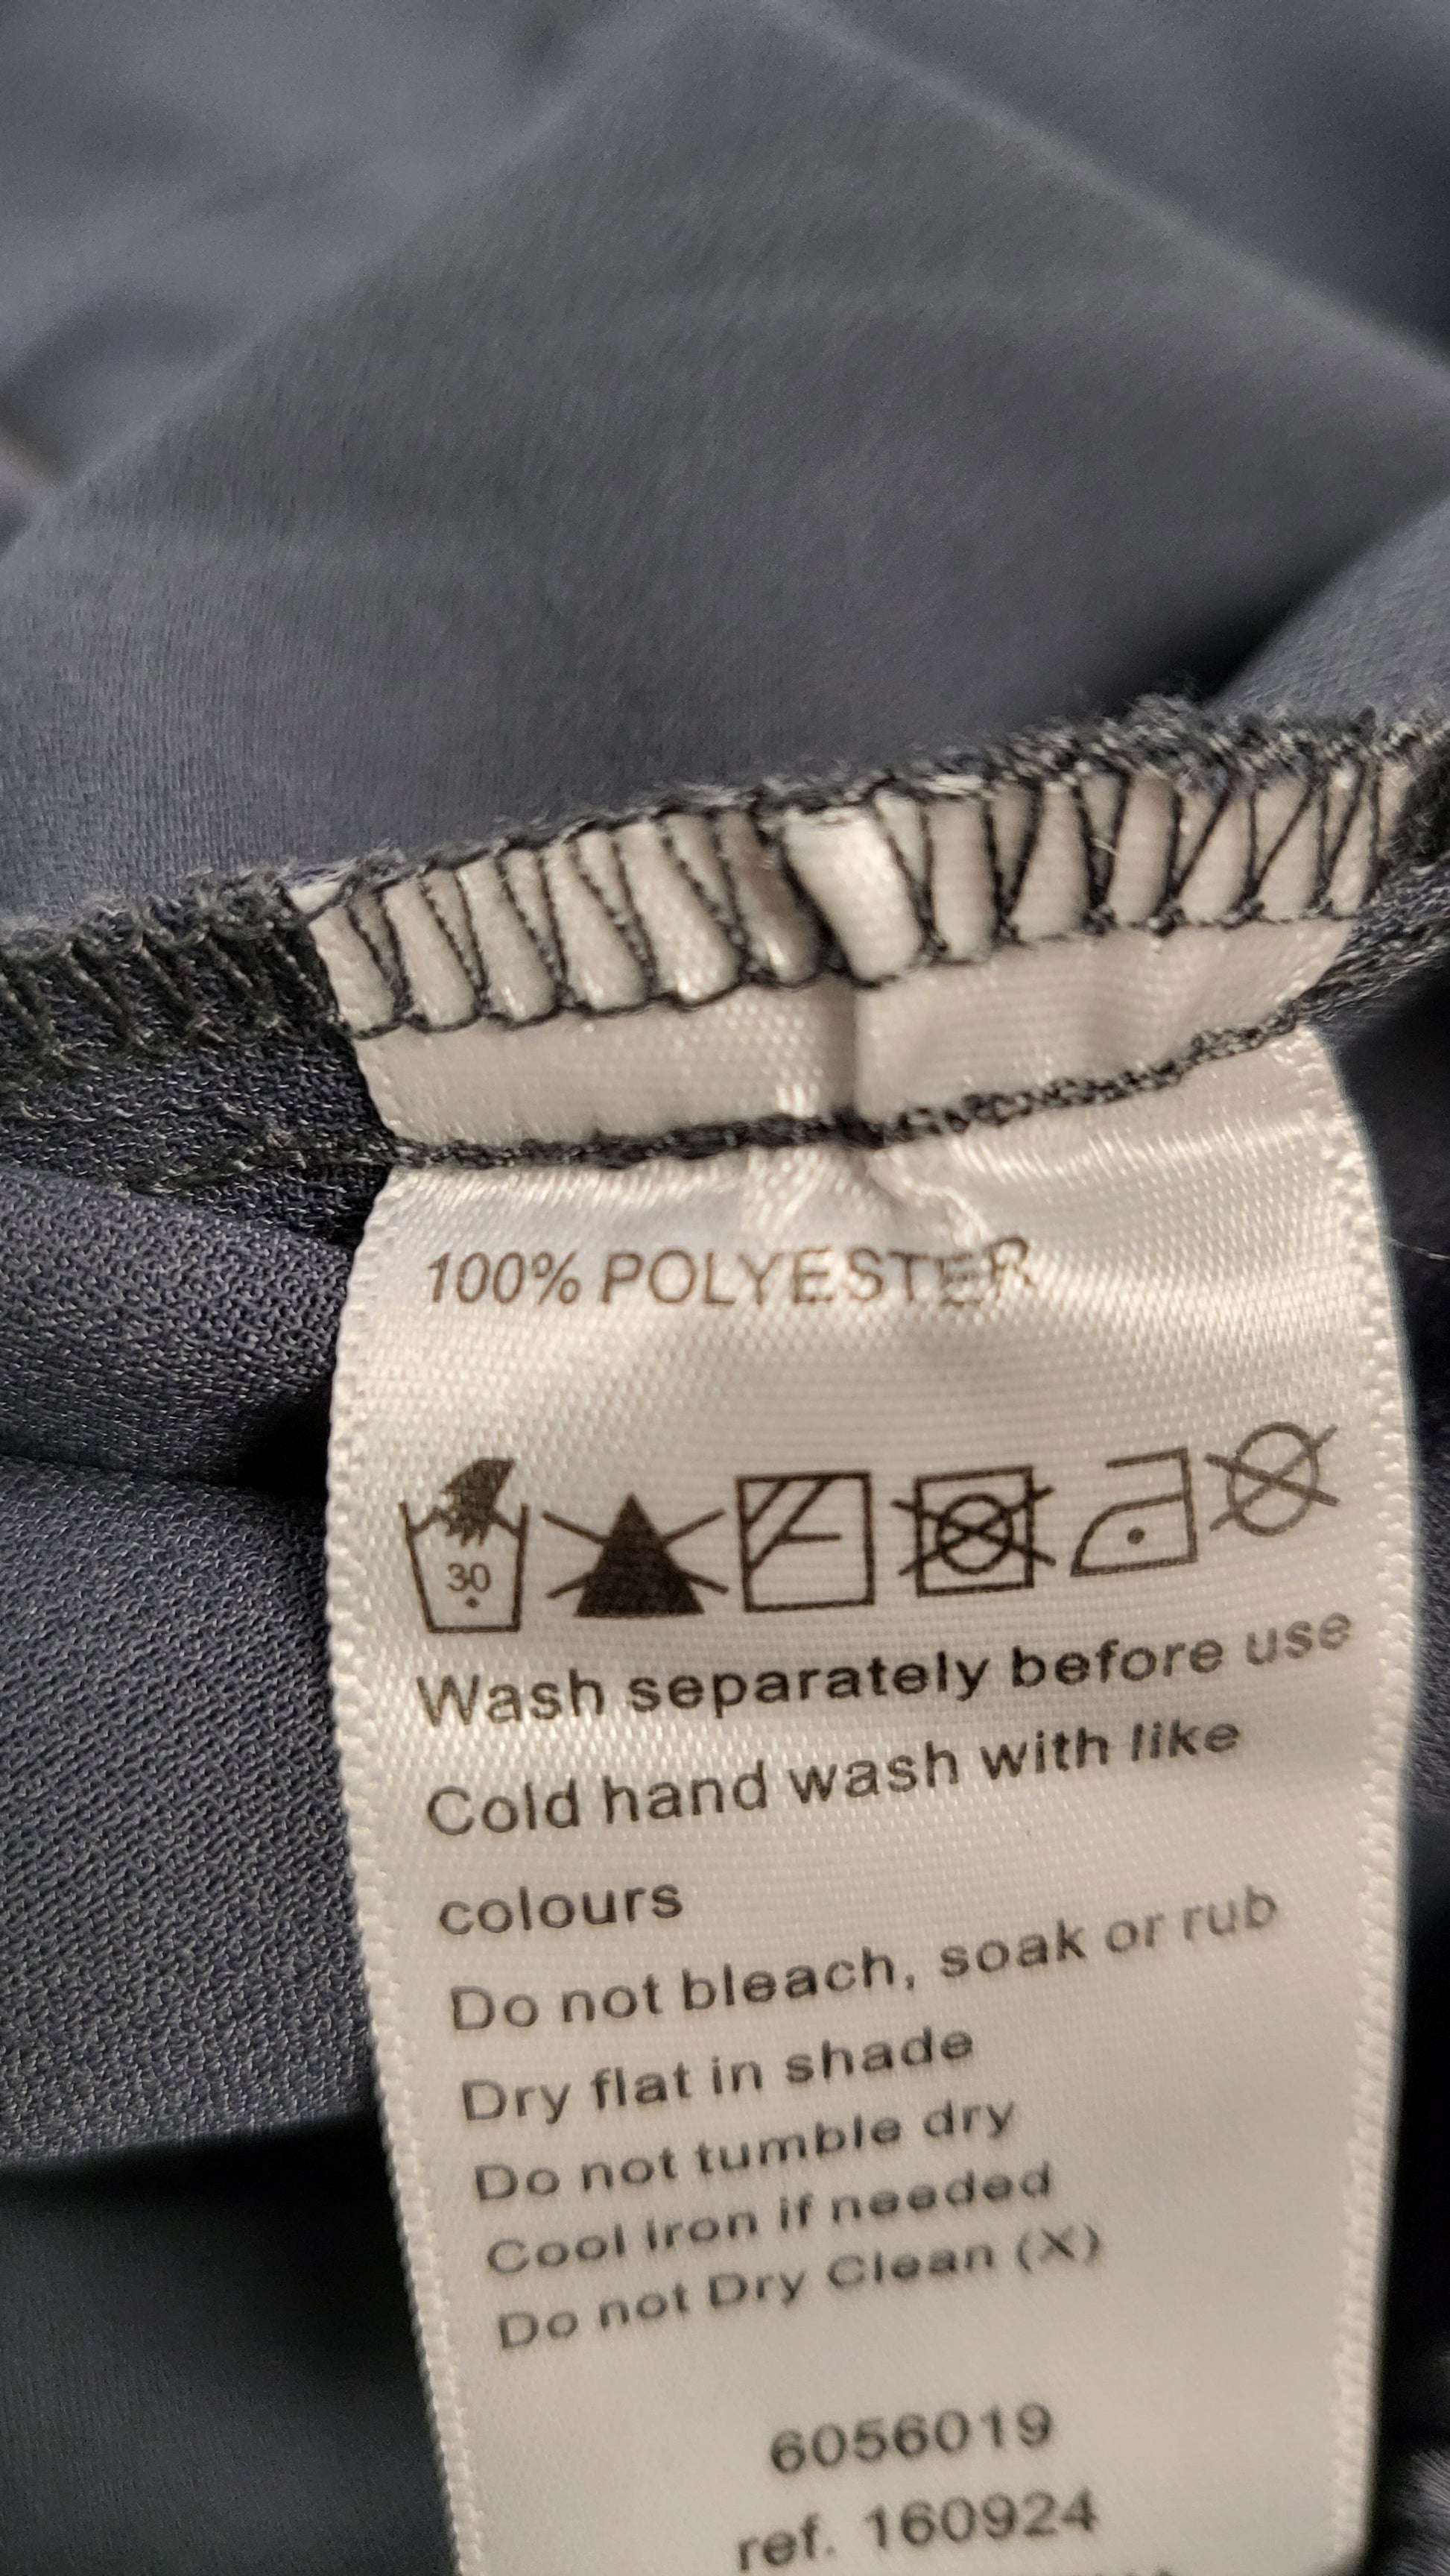 100% POLYESTER
30
Wash separately before use
Cold hand wash with like
colours
Do not bleach, soak or rub
Dry flat in shade
Do not tumble dry
Cool iron if needed
Do not Dry Clean (X)
6056019
ref. 160924